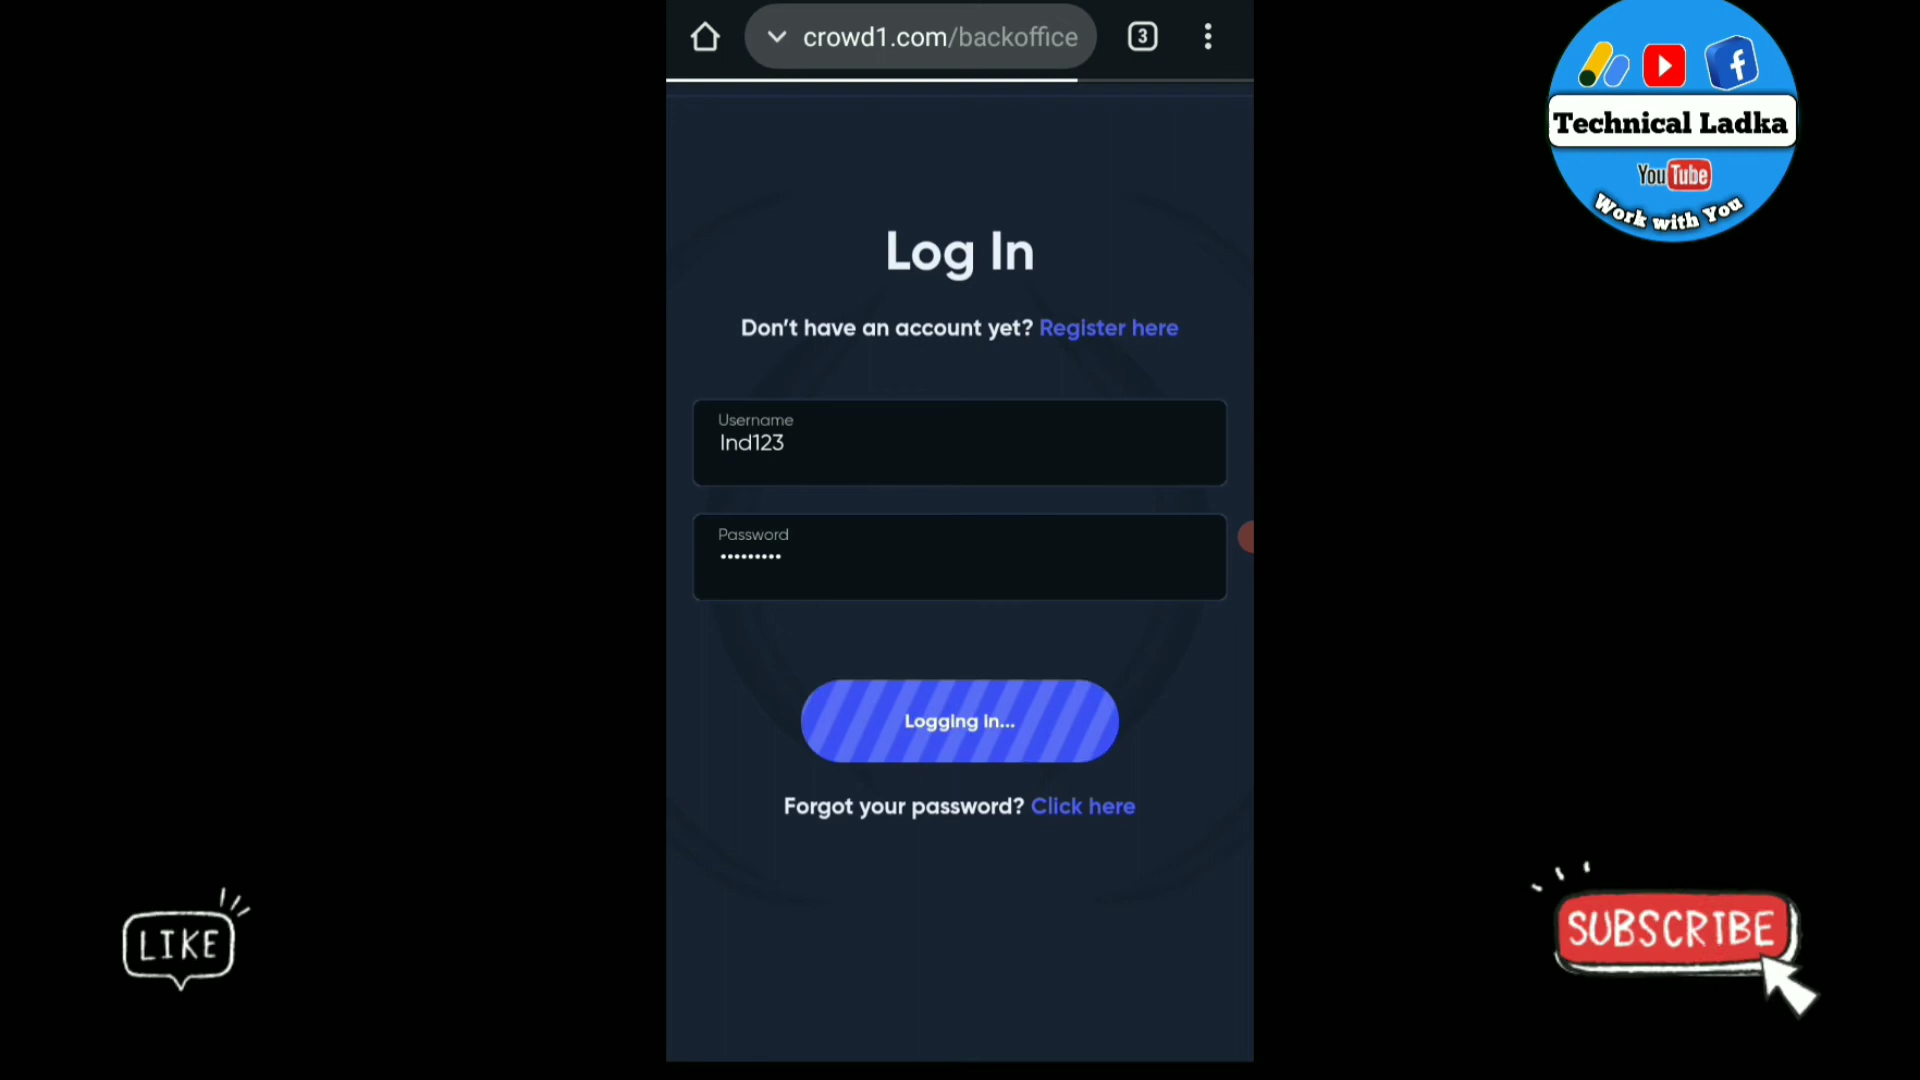 crowd1.com/backoffice
3
Technical Ladka
YouTube
Work with You
Log In
Don't have an account yet? Register here
Username
Ind123
Password
•••••••••
Logging in...
Forgot your password? Click here
LIKE
SUBSCRIBE